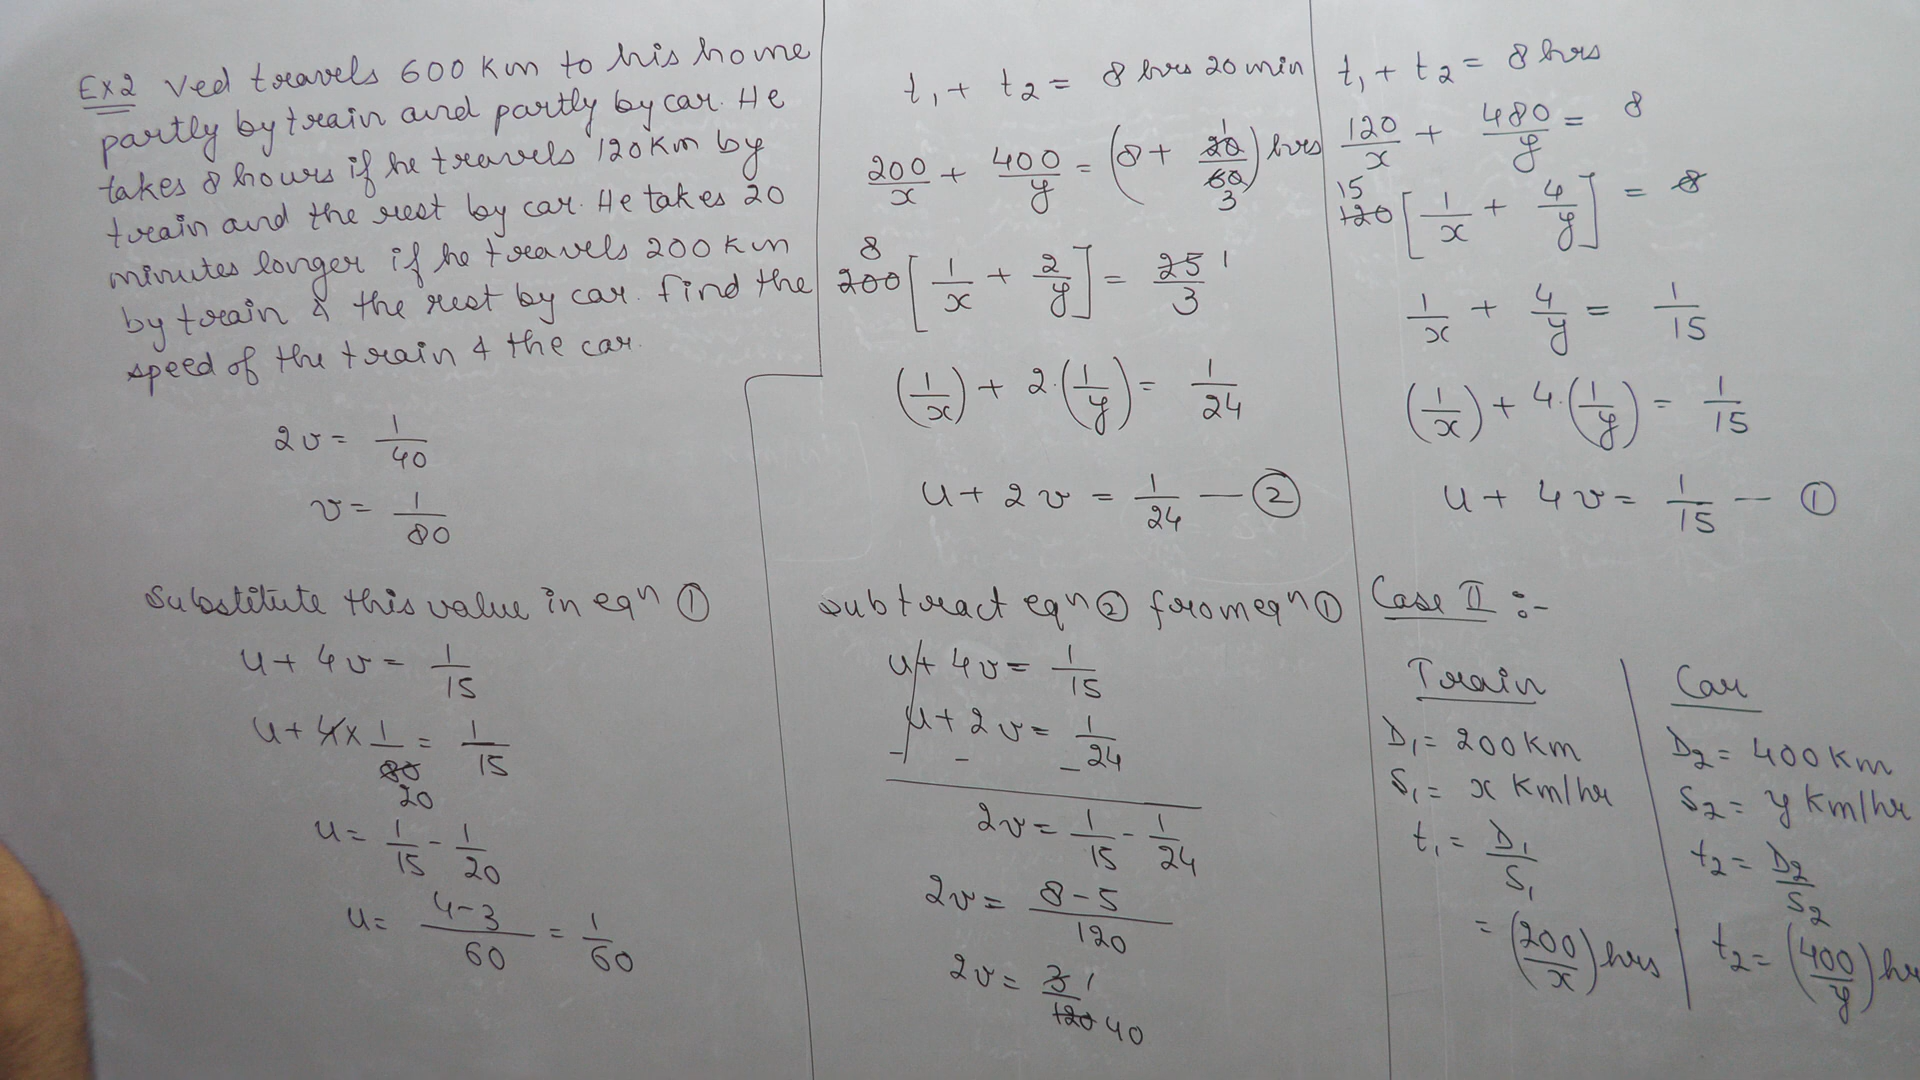 Ex2 Ved travels 600 Km to his home
partly by train and partly by car. He
takes 8 hours if he travels 120 Km by
train and the rest by car. He takes 20
minutes longer if he travels 200 Km
by train & the rest by car. find the
speed of the train & the car.
2v = 1/40
v = 1/80
Substitute this value in eqn ①
u + 4v = 1/15
u + 4 × 1/80 = 1/15
20
u = 1/15 - 1/20
u = 4-3/60 = 1/60
t₁ + t₂ = 8 hrs 20 min
200/x + 400/y = (8 + 20/60) hrs
1
3
8
200 [1/x + 2/y] = 25/3
1
(1/x) + 2·(1/y) = 1/24
u + 2v = 1/24 — ②
subtract eqn ② from eqn ①
u + 4v = 1/15
u + 2v = 1/24
- - -
2v = 1/15 - 1/24
2v = 8-5/120
2v = 3/120
1
40
t₁ + t₂ = 8 hrs
120/x + 480/y = 8
15
120 [1/x + 4/y] = 8
1/x + 4/y = 1/15
(1/x) + 4·(1/y) = 1/15
u + 4v = 1/15 — ①
Case II :-
Train
D₁ = 200 Km
S₁ = x Km/hr
t₁ = D₁/S₁
= (200/x) hrs
Car
D₂ = 400 Km
S₂ = y Km/hr
t₂ = D₂/S₂
t₂ = (400/y) hr